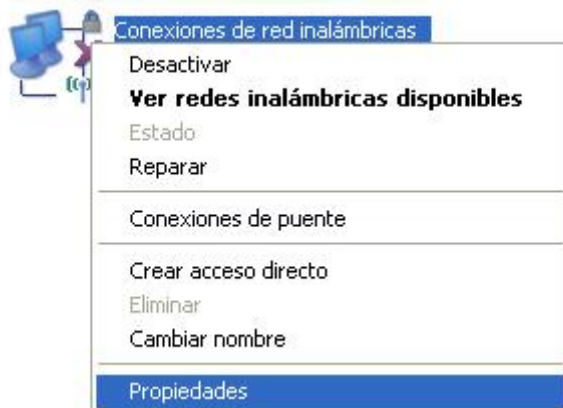 Conexiones de red inalámbricas
Desactivar
Ver redes inalámbricas disponibles
Estado
Reparar
Conexiones de puente
Crear acceso directo
Eliminar
Cambiar nombre
Propiedades